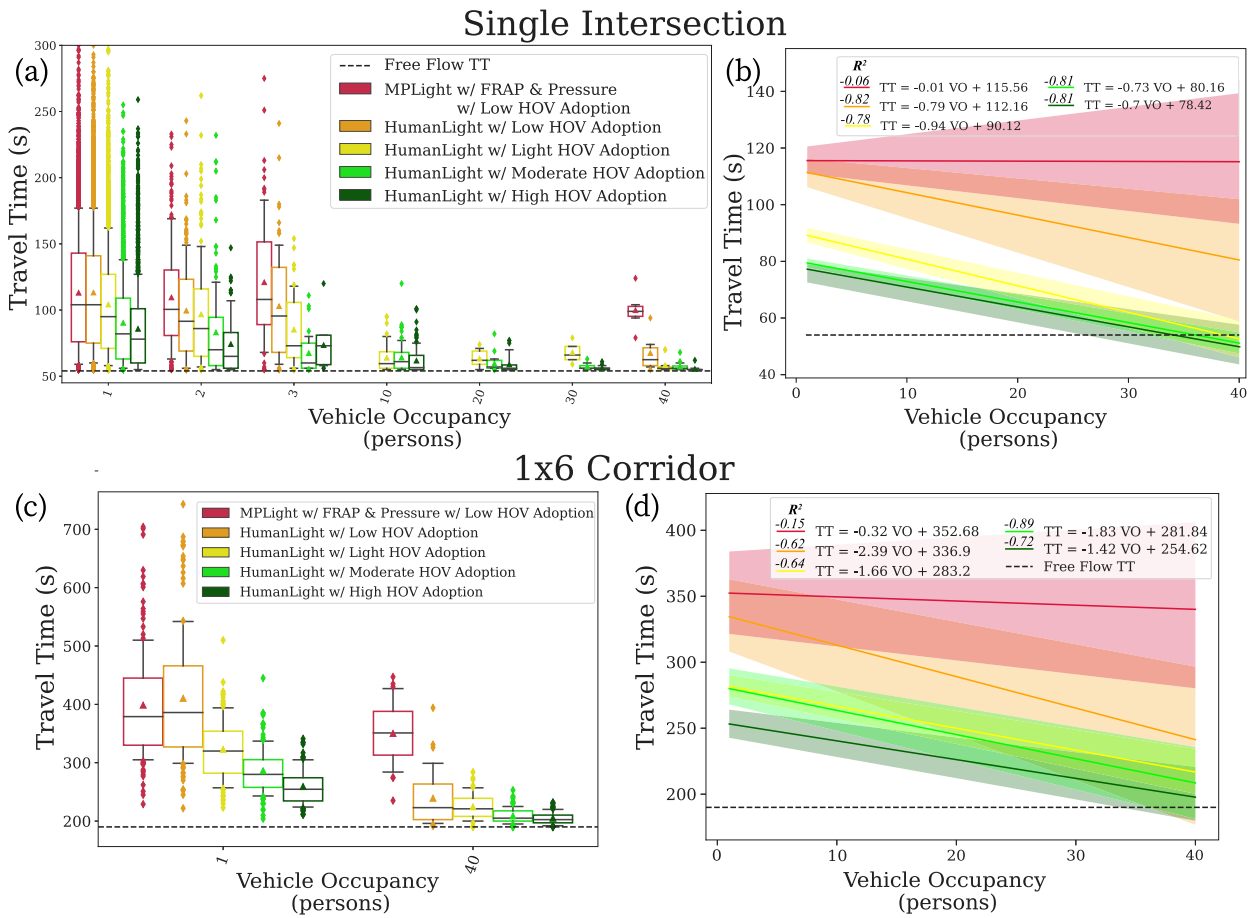 Single Intersection
(a)
Travel Time (s)
300
250
200
150
100
50
Free Flow TT
MPLight w/ FRAP & Pressure
w/ Low HOV Adoption
HumanLight w/ Low HOV Adoption
HumanLight w/ Light HOV Adoption
HumanLight w/ Moderate HOV Adoption
HumanLight w/ High HOV Adoption
1
2
3
10
20
30
40
Vehicle Occupancy
(persons)
(b)
Travel Time (s)
140
120
100
80
60
40
R²
-0.06 TT = -0.01 VO + 115.56
-0.82 TT = -0.79 VO + 112.16
-0.78 TT = -0.94 VO + 90.12
-0.81 TT = -0.73 VO + 80.16
-0.81 TT = -0.7 VO + 78.42
0
10
20
30
40
Vehicle Occupancy
(persons)
1x6 Corridor
(c)
Travel Time (s)
700
600
500
400
300
200
MPLight w/ FRAP & Pressure w/ Low HOV Adoption
HumanLight w/ Low HOV Adoption
HumanLight w/ Light HOV Adoption
HumanLight w/ Moderate HOV Adoption
HumanLight w/ High HOV Adoption
1
40
Vehicle Occupancy
(persons)
(d)
Travel Time (s)
400
350
300
250
200
R²
-0.15 TT = -0.32 VO + 352.68
-0.62 TT = -2.39 VO + 336.9
-0.64 TT = -1.66 VO + 283.2
-0.89 TT = -1.83 VO + 281.84
-0.72 TT = -1.42 VO + 254.62
Free Flow TT
0
10
20
30
40
Vehicle Occupancy
(persons)